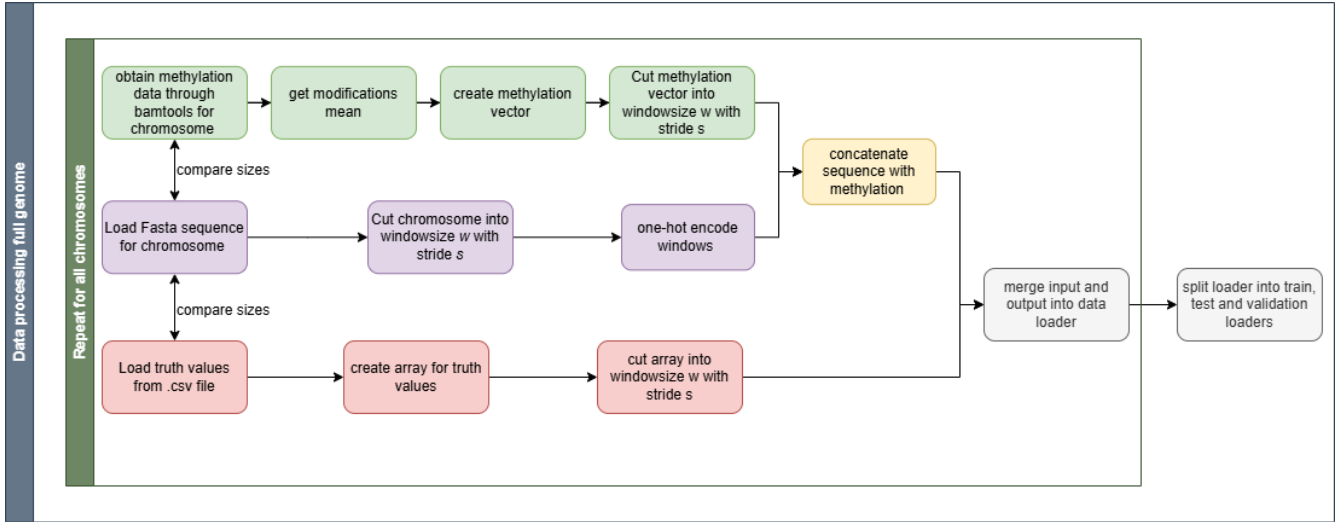 Data processing full genome
Repeat for all chromosomes
obtain methylation
data through
bamtools for
chromosome
get modifications
mean
create methylation
vector
Cut methylation
vector into
windowsize w with
stride s
compare sizes
concatenate
sequence with
methylation
Load Fasta sequence
for chromosome
Cut chromosome into
windowsize w with
stride s
one-hot encode
windows
compare sizes
merge input and
output into data
loader
split loader into train,
test and validation
loaders
Load truth values
from .csv file
create array for truth
values
cut array into
windowsize w with
stride s